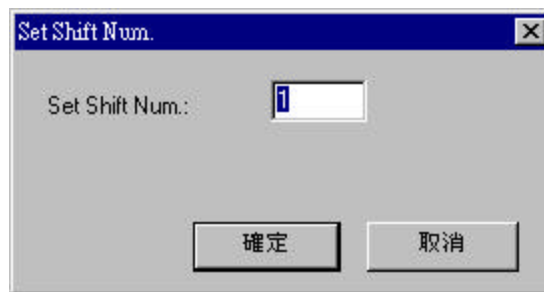 Set Shift Num.
Set Shift Num.: 1
確定 取消